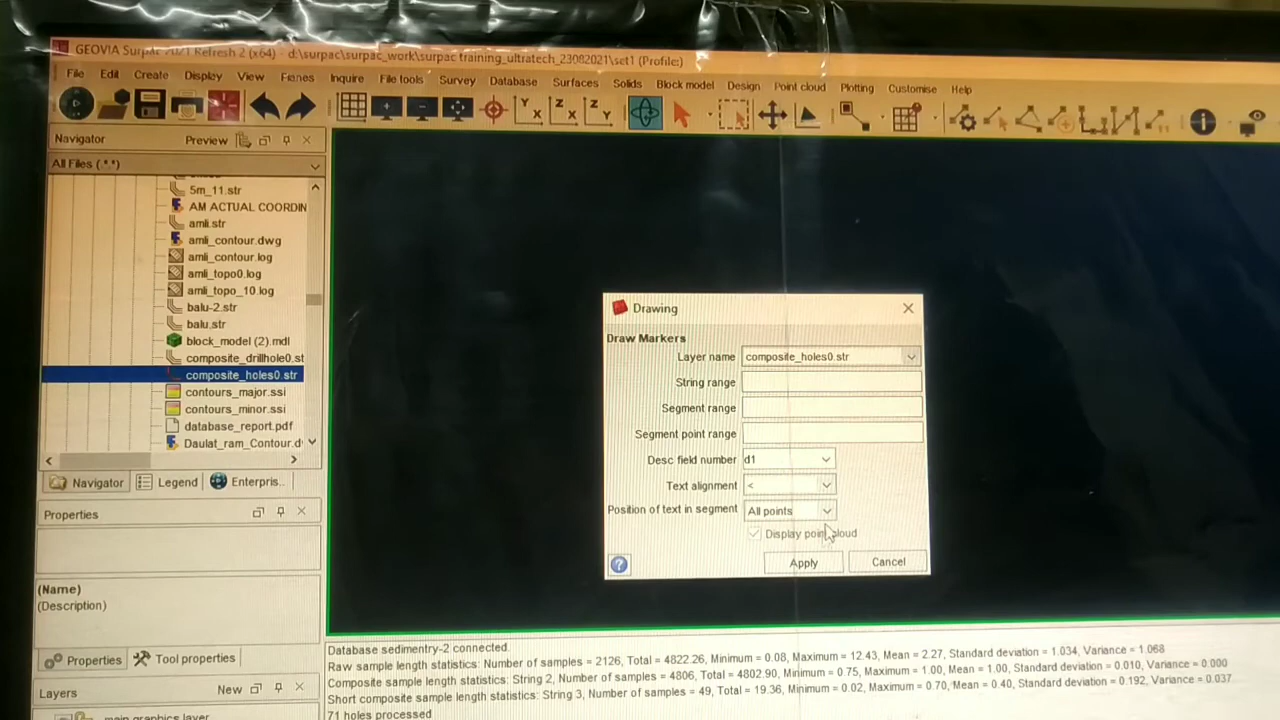 GEOVIA Surpac 2021 Refresh 2 (x64) - d:\surpac\surpac_work\surpac training_ultratech_23082021\set1 (Profile:)
File Edit Create Display View Planes Inquire File tools Survey Database Surfaces Solids Block model Design Point cloud Plotting Customise Help
Y X Z X Z Y
Navigator Preview
All Files (*.*)
5m_11.str
AM ACTUAL COORDIN
amli.str
amli_contour.dwg
amli_contour.log
amli_topo0.log
amli_topo_10.log
balu-2.str
balu.str
block_model (2).mdl
composite_drillhole0.st
composite_holes0.str
contours_major.ssi
contours_minor.ssi
database_report.pdf
Daulat_ram_Contour.d
Navigator Legend Enterpris..
Properties
(Name)
(Description)
Properties Tool properties
Layers New
main graphics layer
Drawing
Draw Markers
Layer name composite_holes0.str
String range
Segment range
Segment point range
Desc field number d1
Text alignment <
Position of text in segment All points
Display point cloud
Apply Cancel
Database sedimentry-2 connected.
Raw sample length statistics: Number of samples = 2126, Total = 4822.26, Minimum = 0.08, Maximum = 12.43, Mean = 2.27, Standard deviation = 1.034, Variance = 1.068
Composite sample length statistics: String 2, Number of samples = 4806, Total = 4802.90, Minimum = 0.75, Maximum = 1.00, Mean = 1.00, Standard deviation = 0.010, Variance = 0.000
Short composite sample length statistics: String 3, Number of samples = 49, Total = 19.36, Minimum = 0.02, Maximum = 0.70, Mean = 0.40, Standard deviation = 0.192, Variance = 0.037
71 holes processed